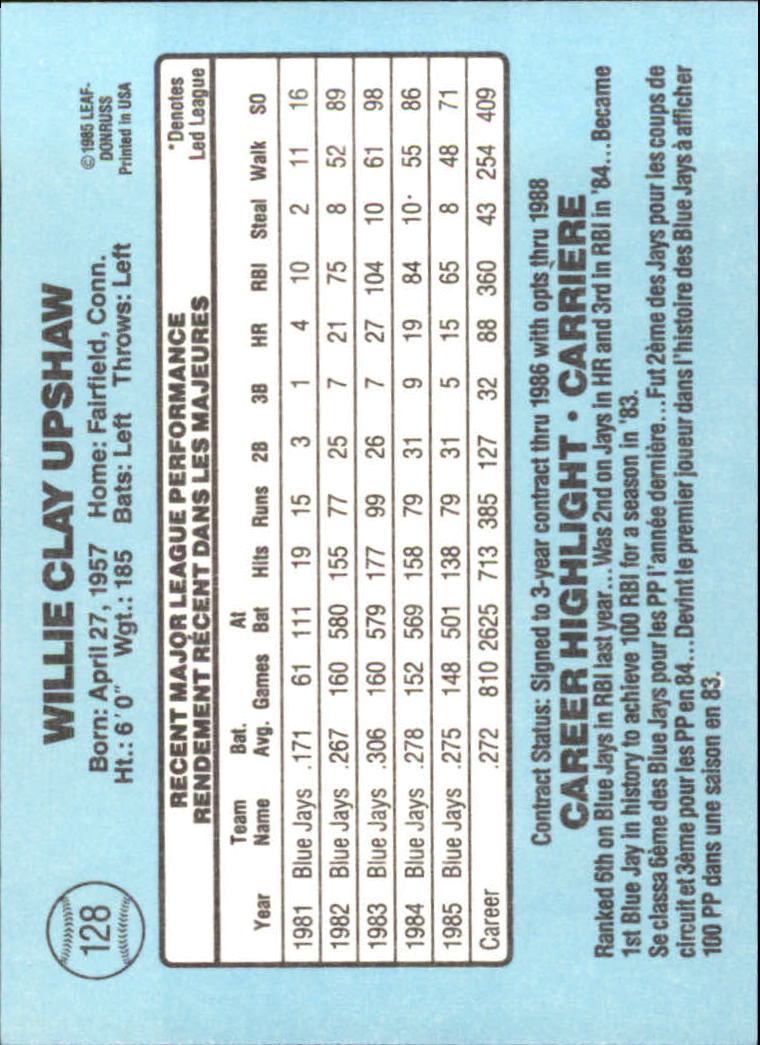 128
WILLIE CLAY UPSHAW
Born: April 27, 1957 Home: Fairfield, Conn.
Ht.: 6'0" Wgt.: 185 Bats: Left Throws: Left
©1985 LEAF-
DONRUSS
Printed in USA
RECENT MAJOR LEAGUE PERFORMANCE
RENDEMENT RÉCENT DANS LES MAJEURES
*Denotes
Led League
Team Bat. At
Year Name Avg. Games Bat Hits Runs 2B 3B HR RBI Steal Walk SO
1981 Blue Jays .171 61 111 19 15 3 1 4 10 2 11 16
1982 Blue Jays .267 160 580 155 77 25 7 21 75 8 52 89
1983 Blue Jays .306 160 579 177 99 26 7 27 104 10 61 98
1984 Blue Jays .278 152 569 158 79 31 9 19 84 10· 55 86
1985 Blue Jays .275 148 501 138 79 31 5 15 65 8 48 71
Career .272 810 2625 713 385 127 32 88 360 43 254 409
Contract Status: Signed to 3-year contract thru 1986 with opts thru 1988
CAREER HIGHLIGHT • CARRIÈRE
Ranked 6th on Blue Jays in RBI last year...Was 2nd on Jays in HR and 3rd in RBI in '84...Became
1st Blue Jay in history to achieve 100 RBI for a season in '83.
Se classa 6ème des Blue Jays pour les PP l'année dernière...Fut 2ème des Jays pour les coups de
circuit et 3ème pour les PP en 84...Devint le premier joueur dans l'histoire des Blue Jays à afficher
100 PP dans une saison en 83.